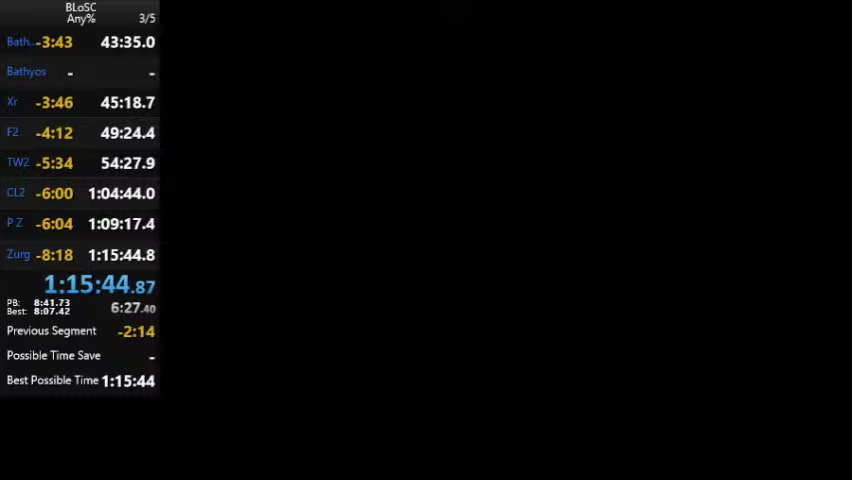 BLoSC
Any% 3/5
Bath... -3:43 43:35.0
Bathyos - -
Xr -3:46 45:18.7
F2 -4:12 49:24.4
TW2 -5:34 54:27.9
CL2 -6:00 1:04:44.0
P Z -6:04 1:09:17.4
Zurg -8:18 1:15:44.8
1:15:44.87
PB: 8:41.73 6:27.40
Best: 8:07.42
Previous Segment -2:14
Possible Time Save -
Best Possible Time 1:15:44